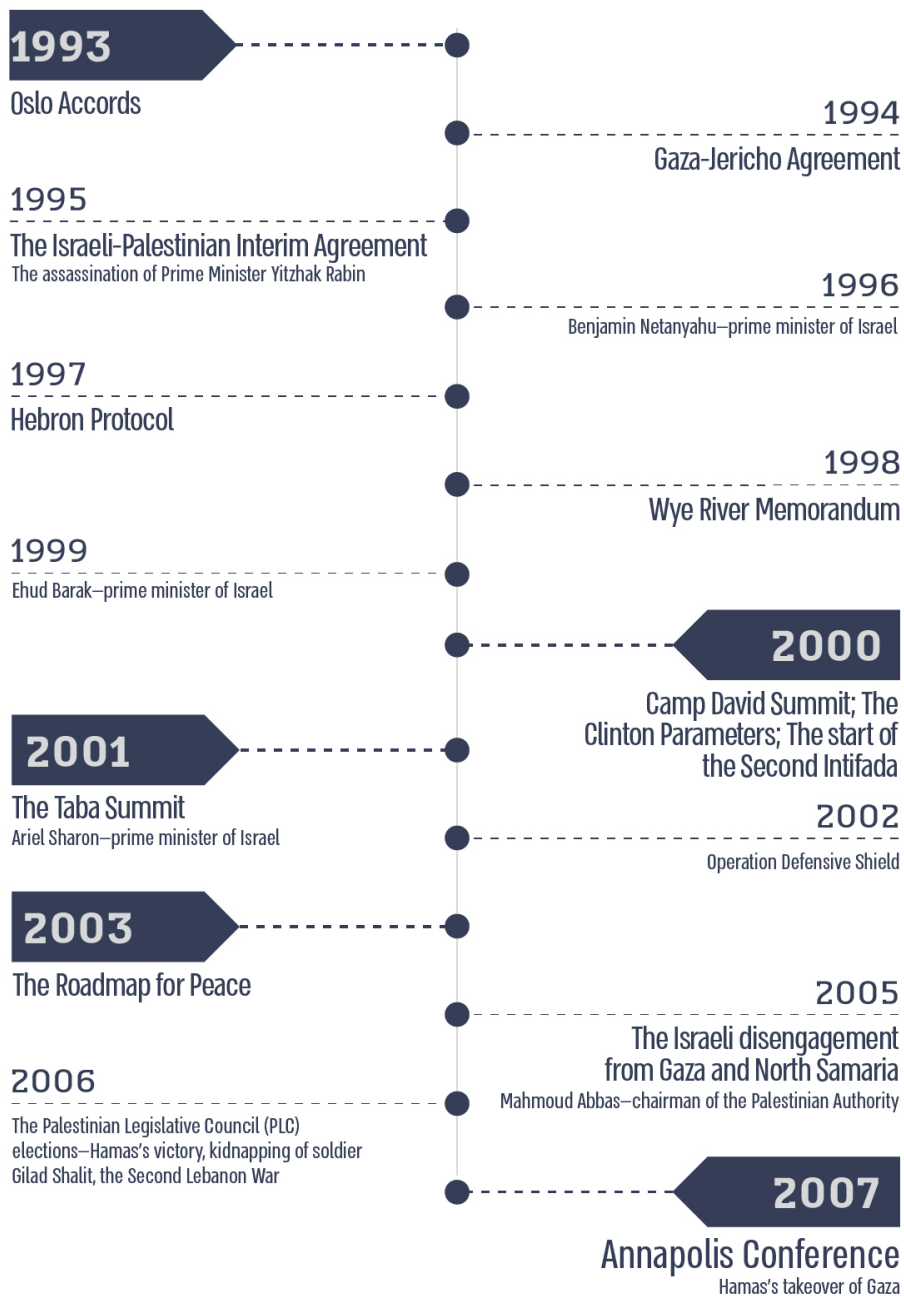 1993
Oslo Accords
1994
Gaza-Jericho Agreement
1995
The Israeli-Palestinian Interim Agreement
The assassination of Prime Minister Yitzhak Rabin
1996
Benjamin Netanyahu—prime minister of Israel
1997
Hebron Protocol
1998
Wye River Memorandum
1999
Ehud Barak—prime minister of Israel
2000
Camp David Summit; The
Clinton Parameters; The start of
the Second Intifada
2001
The Taba Summit
Ariel Sharon—prime minister of Israel
2002
Operation Defensive Shield
2003
The Roadmap for Peace
2005
The Israeli disengagement
from Gaza and North Samaria
Mahmoud Abbas—chairman of the Palestinian Authority
2006
The Palestinian Legislative Council (PLC)
elections—Hamas's victory, kidnapping of soldier
Gilad Shalit, the Second Lebanon War
2007
Annapolis Conference
Hamas's takeover of Gaza